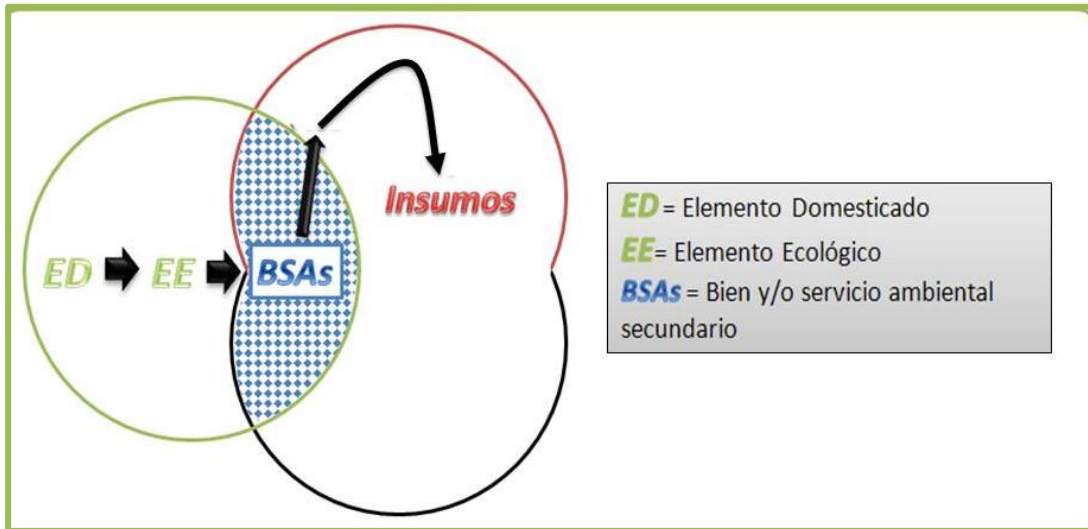 Insumos
ED EE BSAs
ED = Elemento Domesticado
EE= Elemento Ecológico
BSAs = Bien y/o servicio ambiental
secundario